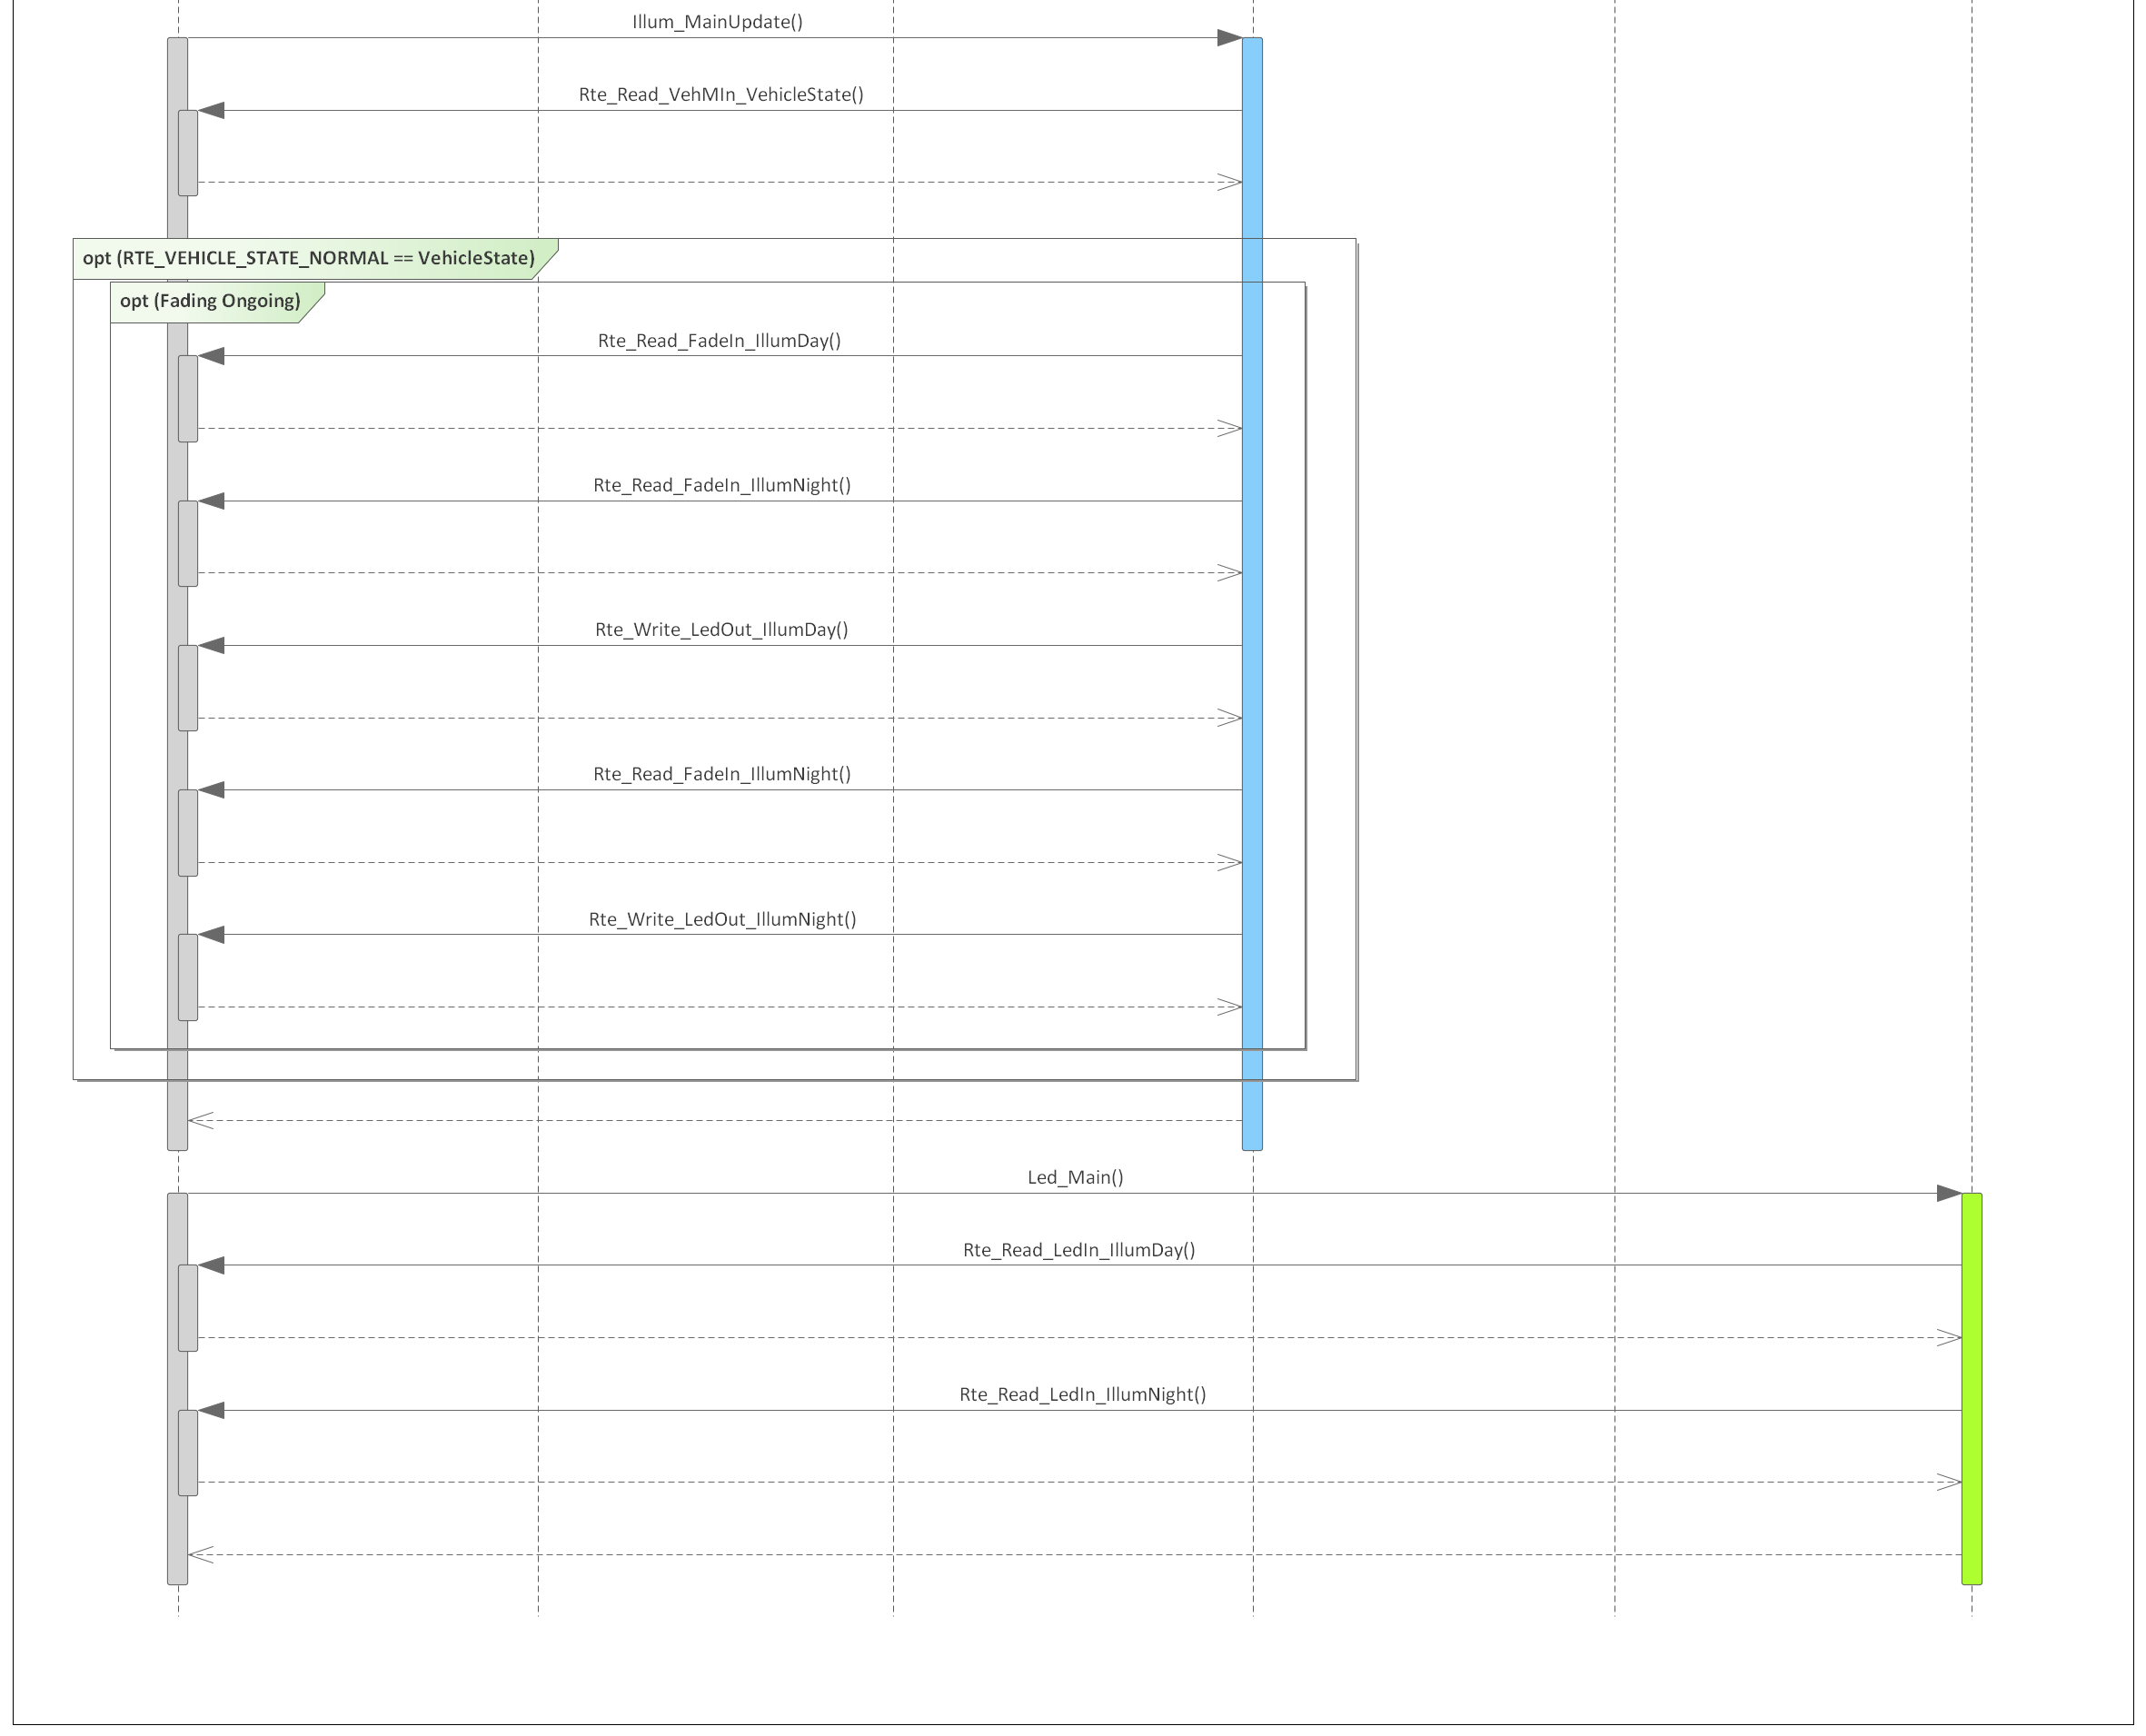 Illum_MainUpdate()
Rte_Read_VehMIn_VehicleState()
opt (RTE_VEHICLE_STATE_NORMAL == VehicleState)
opt (Fading Ongoing)
Rte_Read_FadeIn_IllumDay()
Rte_Read_FadeIn_IllumNight()
Rte_Write_LedOut_IllumDay()
Rte_Read_FadeIn_IllumNight()
Rte_Write_LedOut_IllumNight()
Led_Main()
Rte_Read_LedIn_IllumDay()
Rte_Read_LedIn_IllumNight()